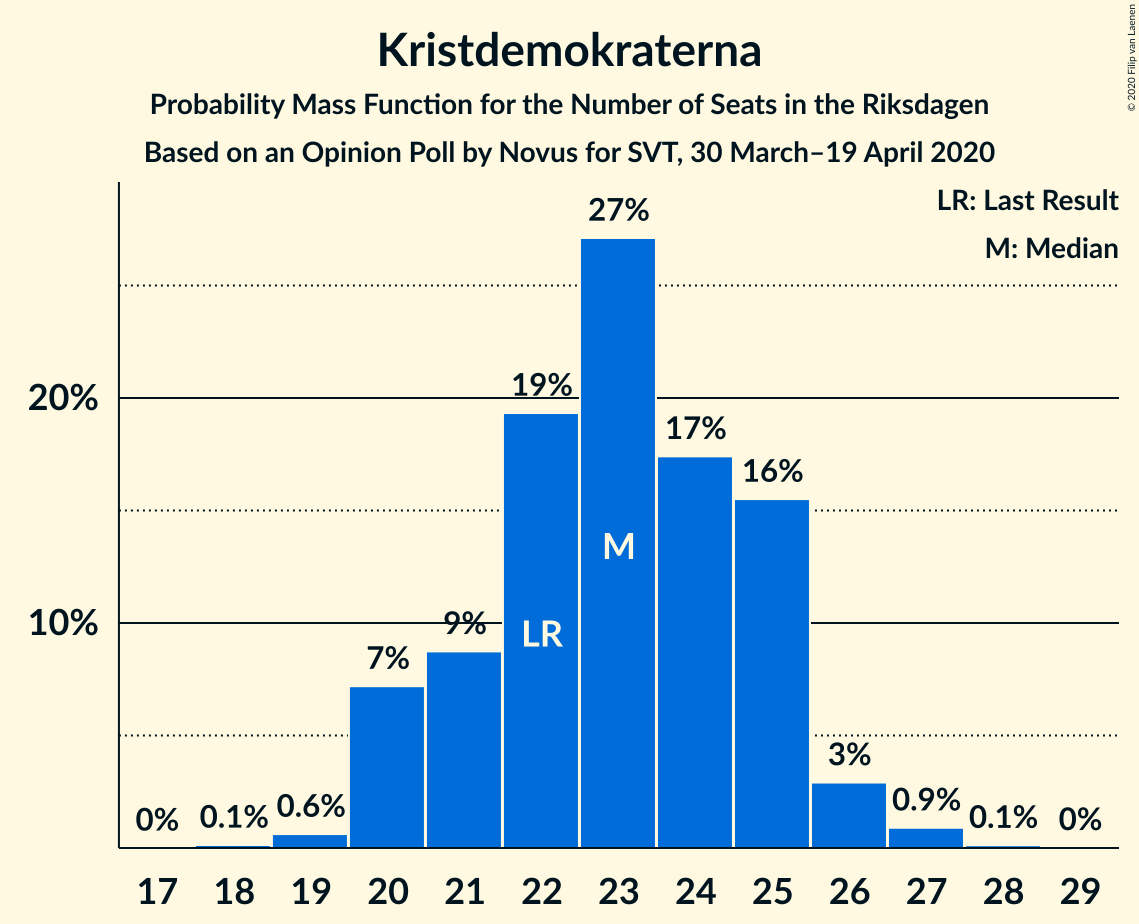 Kristdemokraterna
Probability Mass Function for the Number of Seats in the Riksdagen
Based on an Opinion Poll by Novus for SVT, 30 March–19 April 2020
© 2020 Filip van Laenen
LR: Last Result
M: Median
27%
20%
19%
17%
16%
M
10%
9%
LR
7%
3%
0%
0.1%
0.6%
0.9%
0.1%
0%
17 18 19 20 21 22 23 24 25 26 27 28 29